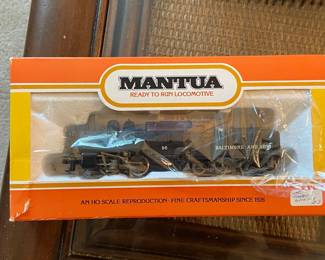 MANTUA
READY TO RUN LOCOMOTIVE
BALTIMORE AND OHIO
AN HO SCALE REPRODUCTION · FINE CRAFTSMANSHIP SINCE 1926